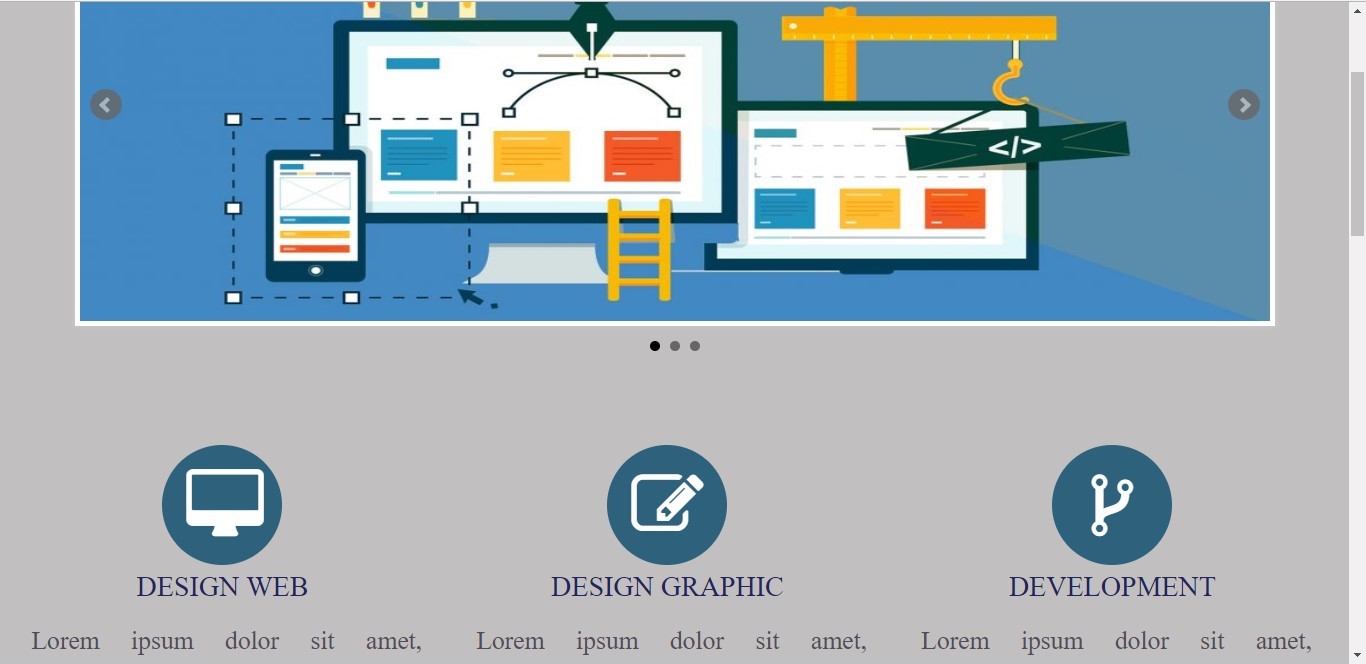 </>
DESIGN WEB
DESIGN GRAPHIC
DEVELOPMENT
Lorem ipsum dolor sit amet,
Lorem ipsum dolor sit amet,
Lorem ipsum dolor sit amet,